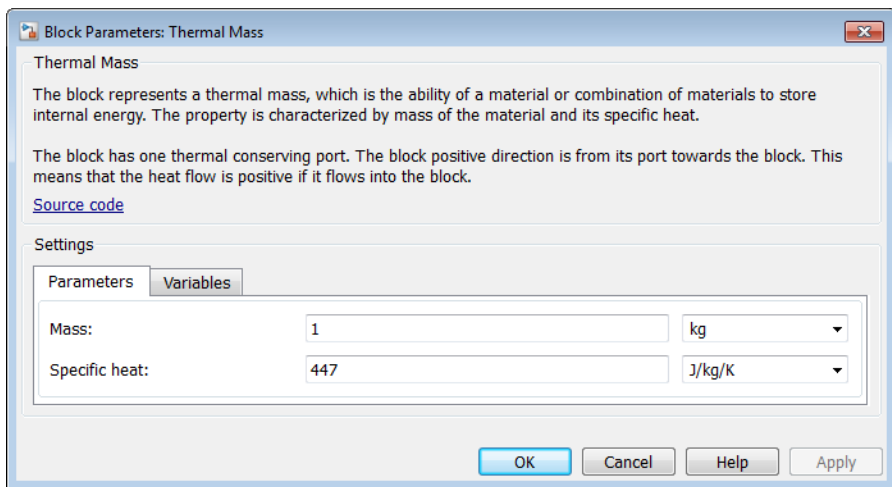 Block Parameters: Thermal Mass
Thermal Mass
The block represents a thermal mass, which is the ability of a material or combination of materials to store
internal energy. The property is characterized by mass of the material and its specific heat.
The block has one thermal conserving port. The block positive direction is from its port towards the block. This
means that the heat flow is positive if it flows into the block.
Source code
Settings
Parameters Variables
Mass: 1 kg
Specific heat: 447 J/kg/K
OK Cancel Help Apply